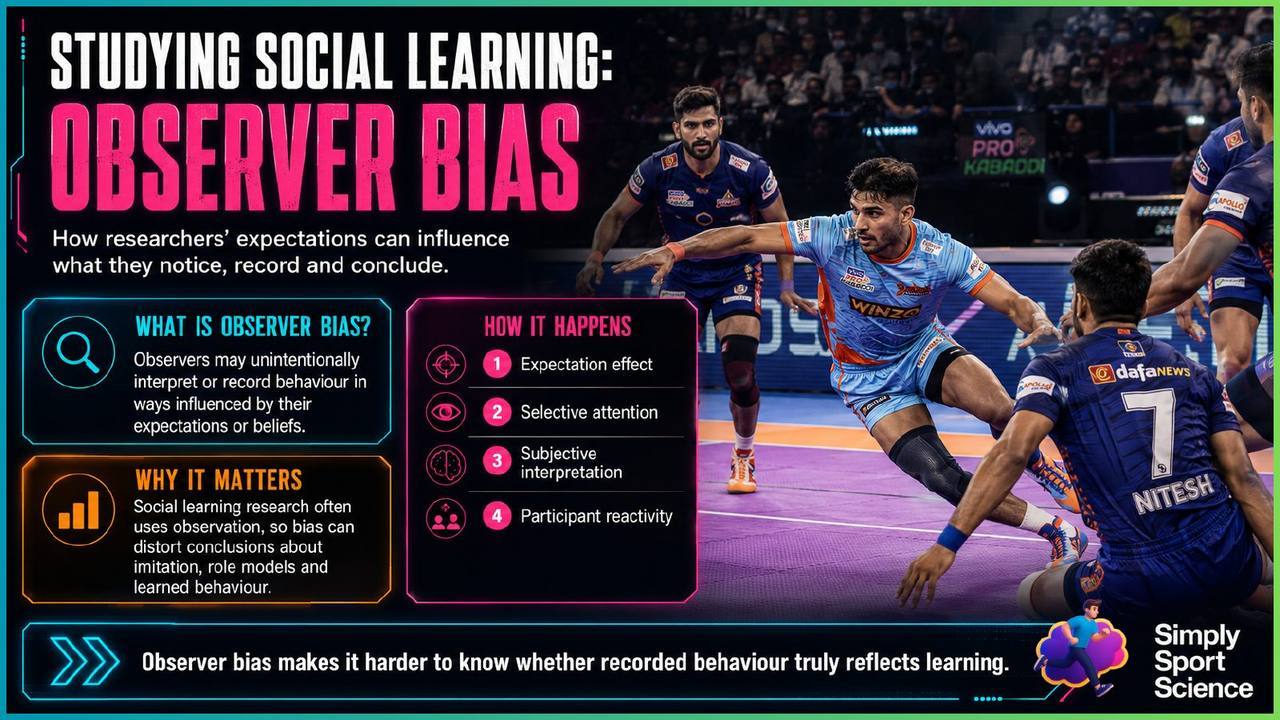 STUDYING SOCIAL LEARNING:
OBSERVER BIAS
How researchers' expectations can influence
what they notice, record and conclude.
WHAT IS OBSERVER BIAS?
Observers may unintentionally
interpret or record behaviour in
ways influenced by their
expectations or beliefs.
WHY IT MATTERS
Social learning research often
uses observation, so bias can
distort conclusions about
imitation, role models and
learned behaviour.
HOW IT HAPPENS
1 Expectation effect
2 Selective attention
3 Subjective
interpretation
4 Participant reactivity
vivo
PRO
KABADDI
WINZO
APOLLO
dafaNEWS
7
NITESH
Observer bias makes it harder to know whether recorded behaviour truly reflects learning.
Simply
Sport
Science